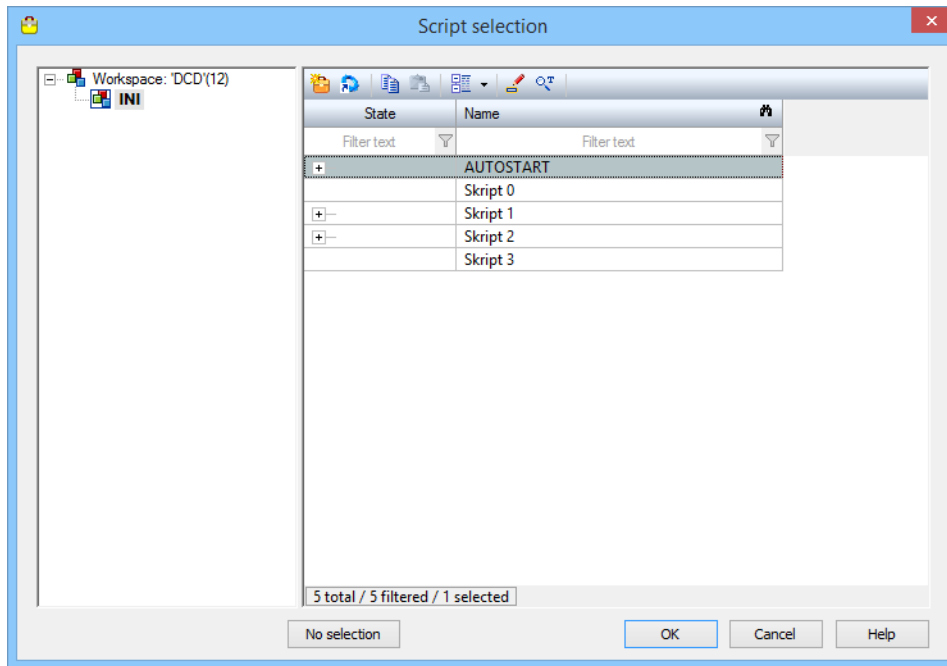 Script selection
Workspace: 'DCD'(12)
INI
State Name
Filter text Filter text
AUTOSTART
Skript 0
Skript 1
Skript 2
Skript 3
5 total / 5 filtered / 1 selected
No selection OK Cancel Help